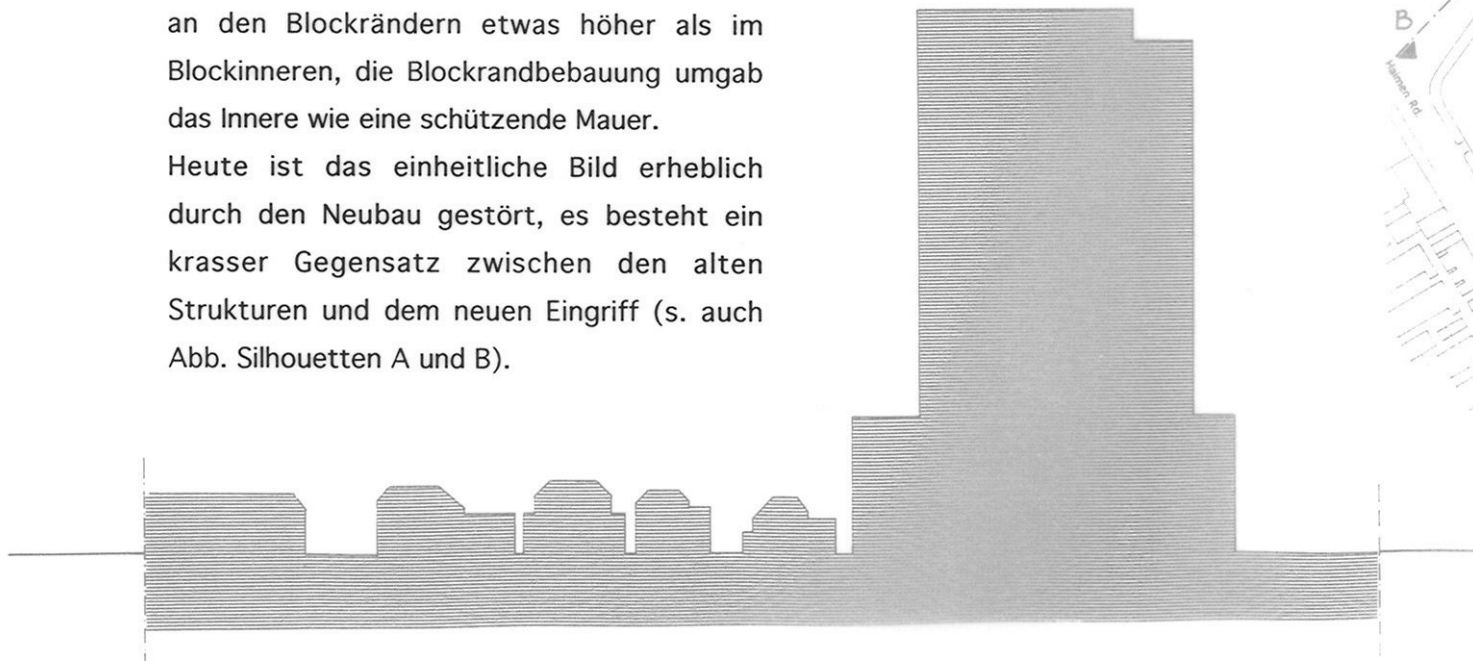 an den Blockrändern etwas höher als im
Blockinneren, die Blockrandbebauung umgab
das Innere wie eine schützende Mauer.
Heute ist das einheitliche Bild erheblich
durch den Neubau gestört, es besteht ein
krasser Gegensatz zwischen den alten
Strukturen und dem neuen Eingriff (s. auch
Abb. Silhouetten A und B).
B
Haimen Rd.